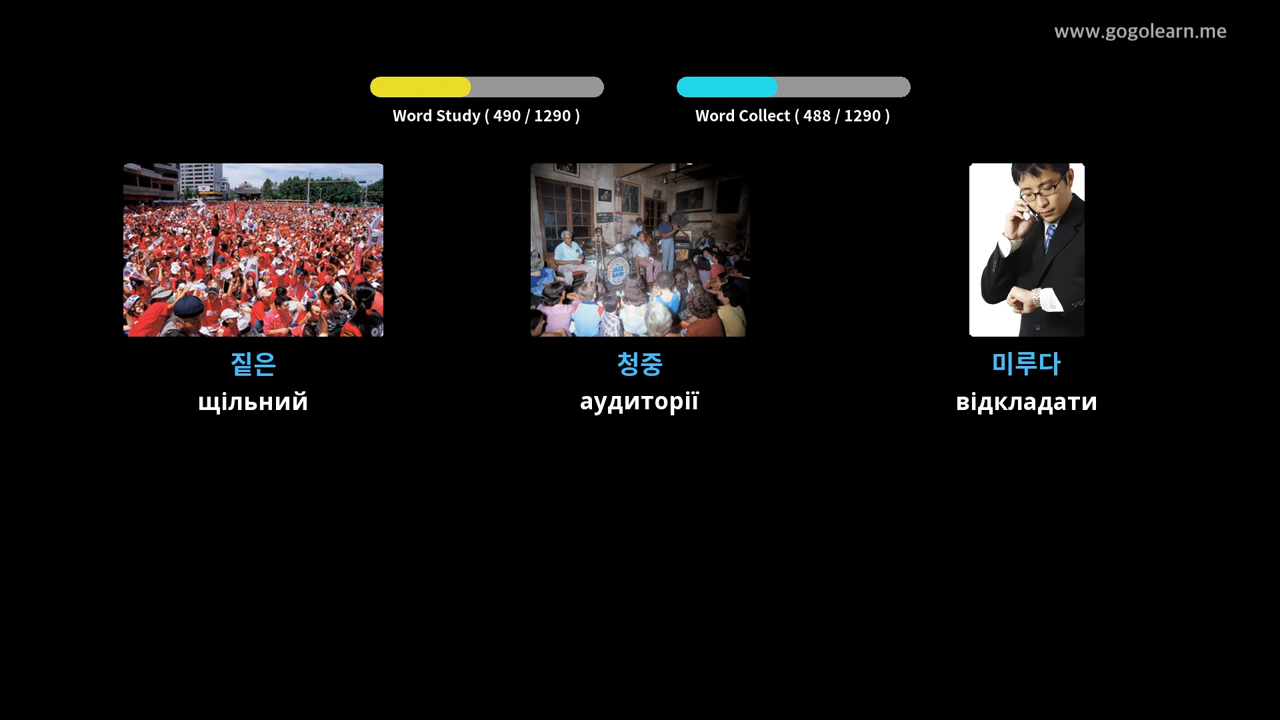 www.gogolearn.me
Word Study ( 490 / 1290 )
Word Collect ( 488 / 1290 )
짙은
청중
미루다
щільний
аудиторії
відкладати